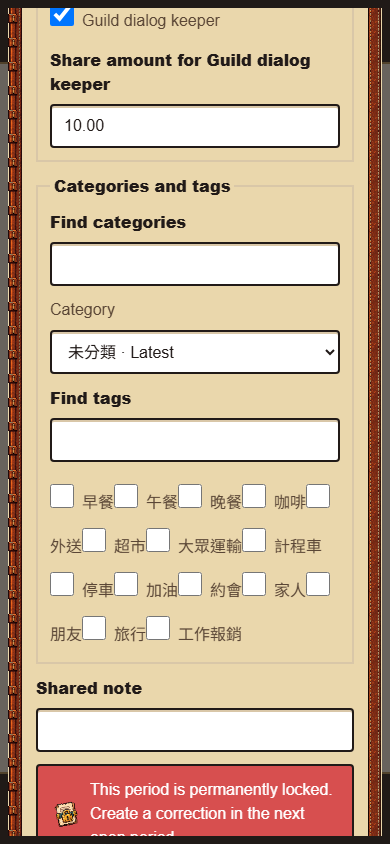 Guild dialog keeper
Share amount for Guild dialog
keeper
10.00
Categories and tags
Find categories
Category
未分類 · Latest
Find tags
早餐 午餐 晚餐 咖啡
外送 超市 大眾運輸 計程車
停車 加油 約會 家人
朋友 旅行 工作報銷
Shared note
This period is permanently locked.
Create a correction in the next
open period.